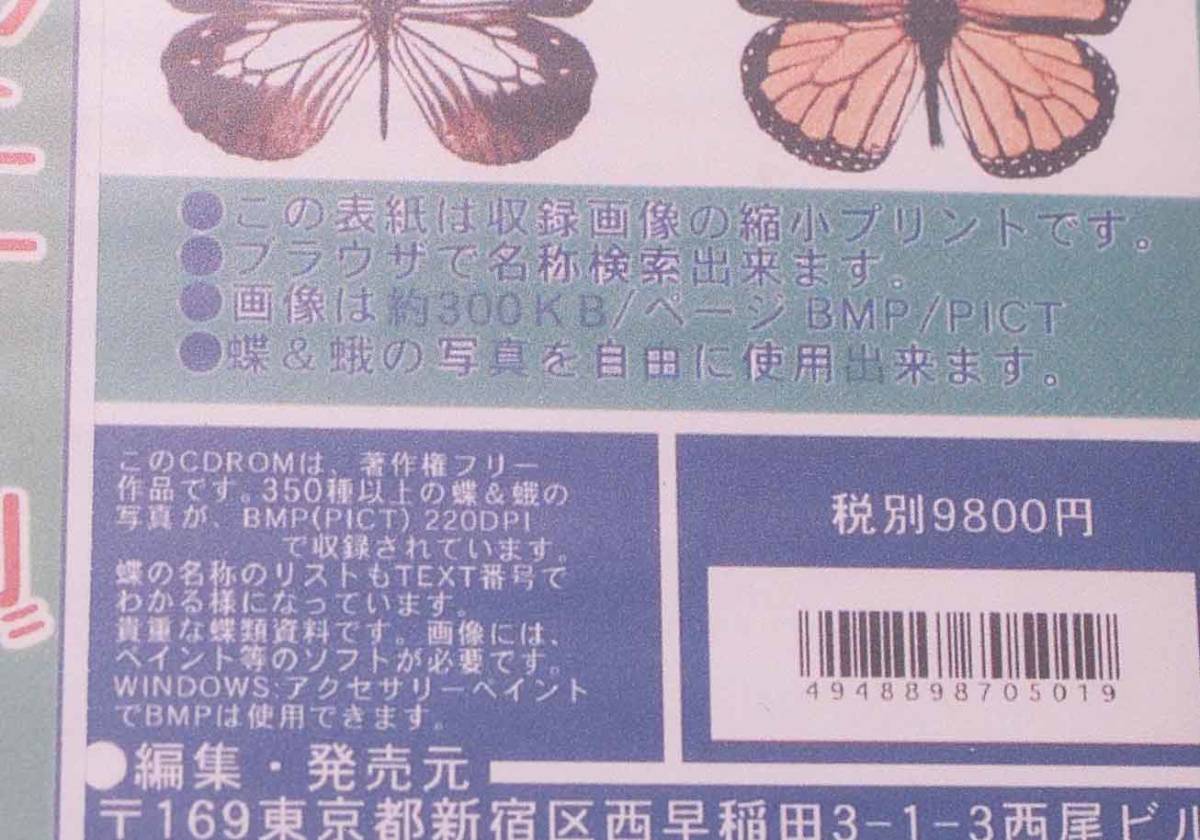 ●この表紙は収録画像の縮小プリントです。
●ブラウザで名称検索出来ます。
●画像は約300KB/ページBMP/PICT
●蝶&蛾の写真を自由に使用出来ます。
このCDROMは、著作権フリー
作品です。350種以上の蝶&蛾の
写真が、BMP(PICT) 220DPI
で収録されています。
蝶の名称のリストもTEXT番号で
わかる様になっています。
貴重な蝶類資料です。画像には、
ペイント等のソフトが必要です。
WINDOWS:アクセサリーペイント
でBMPは使用できます。
税別9800円
4948898705019
●編集・発売元
〒169東京都新宿区西早稲田3-1-3西尾ビル